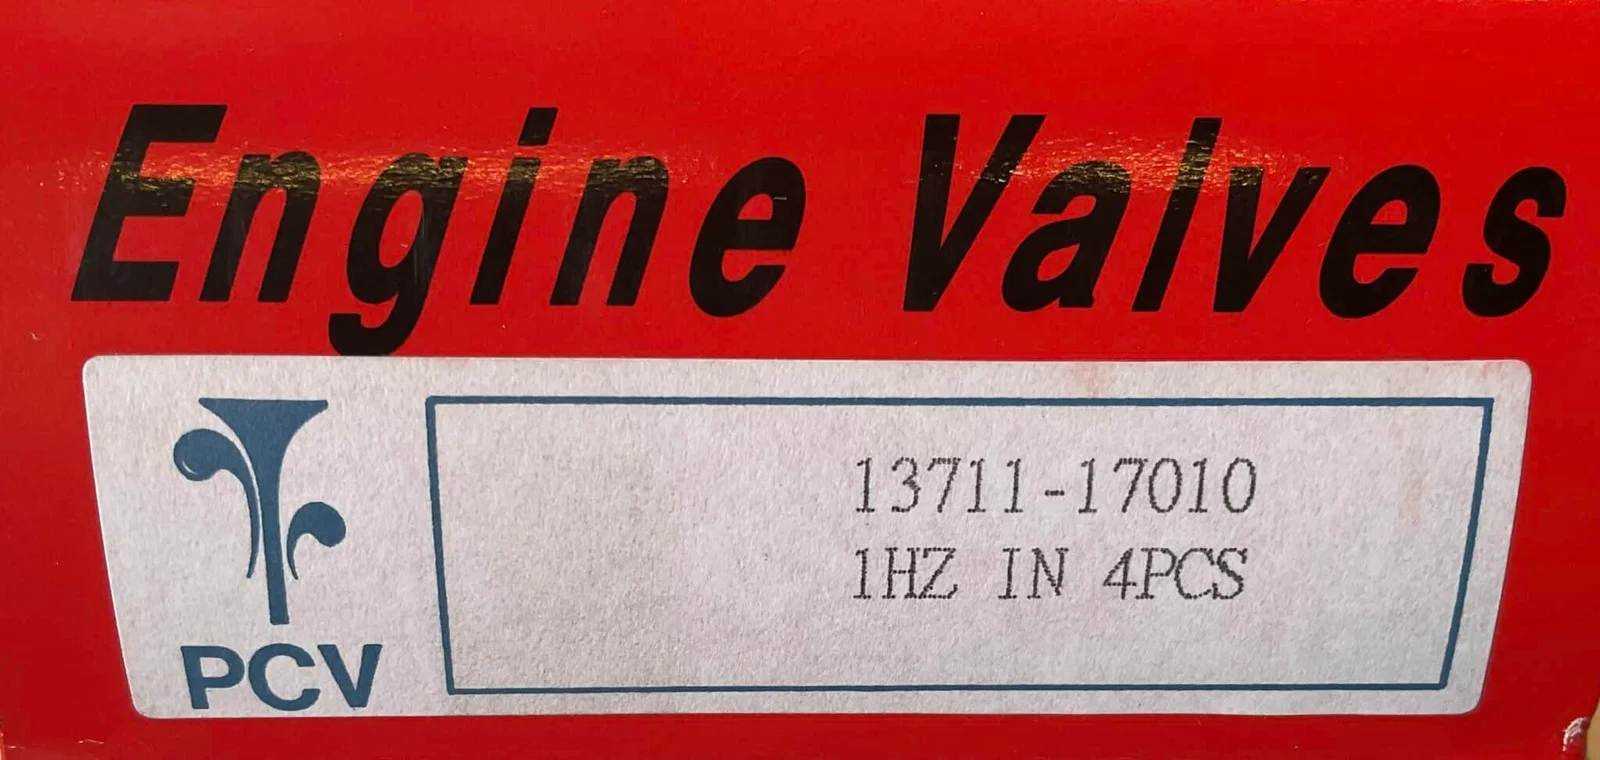 Engine Valves
13711-17010
1HZ IN 4PCS
PCV